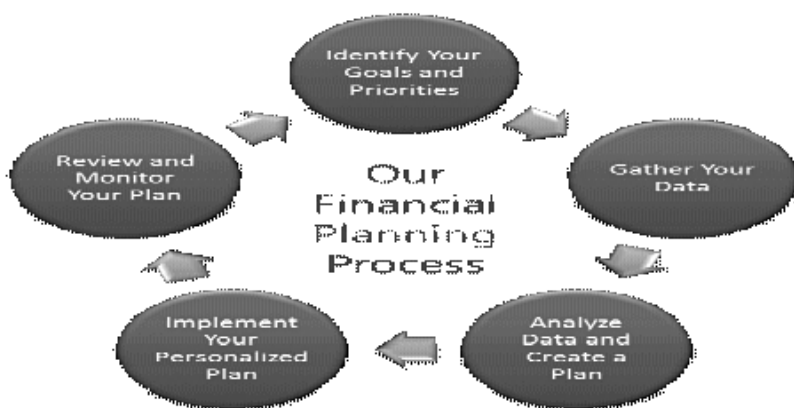 Identify Your
Goals and
Priorities
Gather Your
Data
Analyze
Data and
Create a
Plan
Implement
Your
Personalized
Plan
Review and
Monitor
Your Plan
Our
Financial
Planning
Process